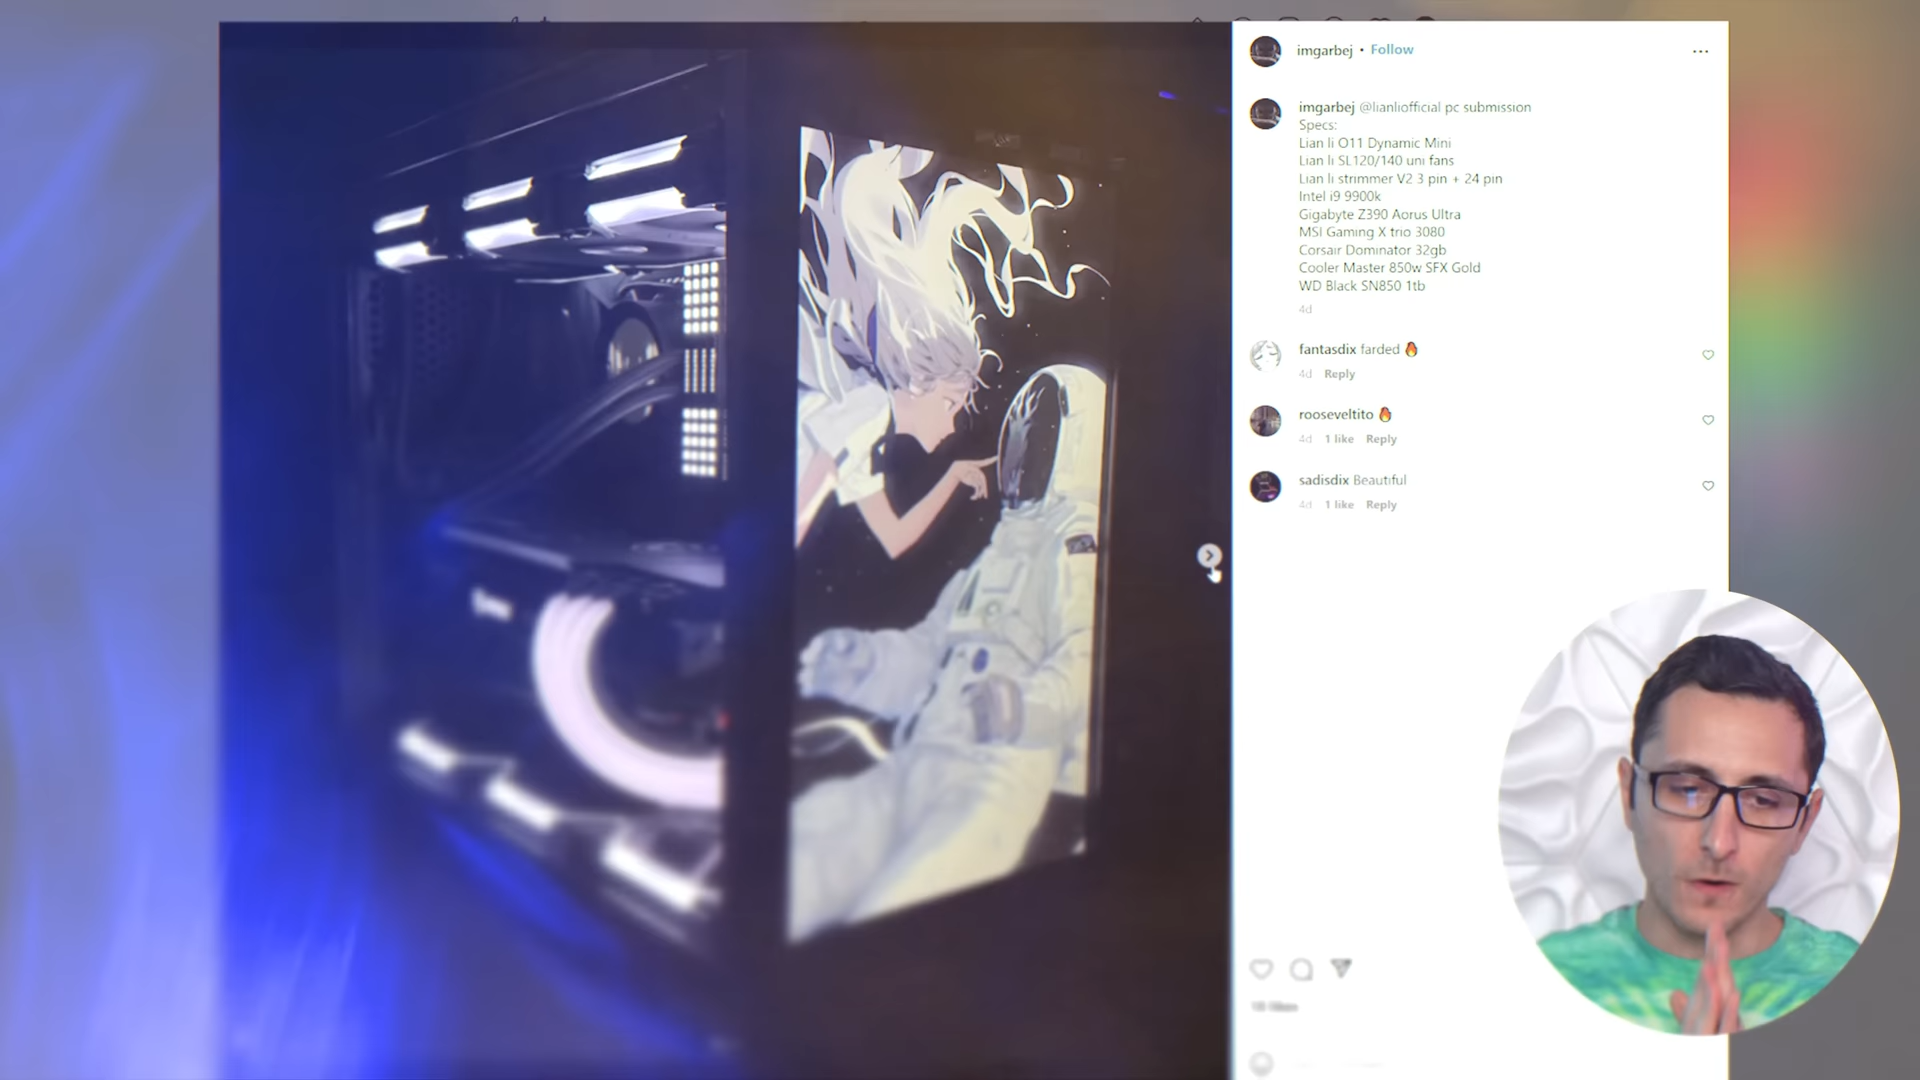 imgarbej • Follow
imgarbej @lianliofficial pc submission
Specs:
Lian li O11 Dynamic Mini
Lian li SL120/140 uni fans
Lian li strimmer V2 3 pin + 24 pin
Intel i9 9900k
Gigabyte Z390 Aorus Ultra
MSI Gaming X trio 3080
Corsair Dominator 32gb
Cooler Master 850w SFX Gold
WD Black SN850 1tb
4d
fantasdix farded 🔥
4d Reply
rooseveltito 🔥
4d 1 like Reply
sadisdix Beautiful
4d 1 like Reply